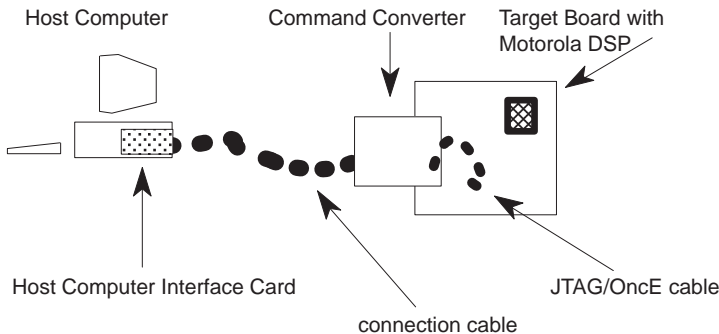 Host Computer
Command Converter
Target Board with
Motorola DSP
Host Computer Interface Card
JTAG/OncE cable
connection cable